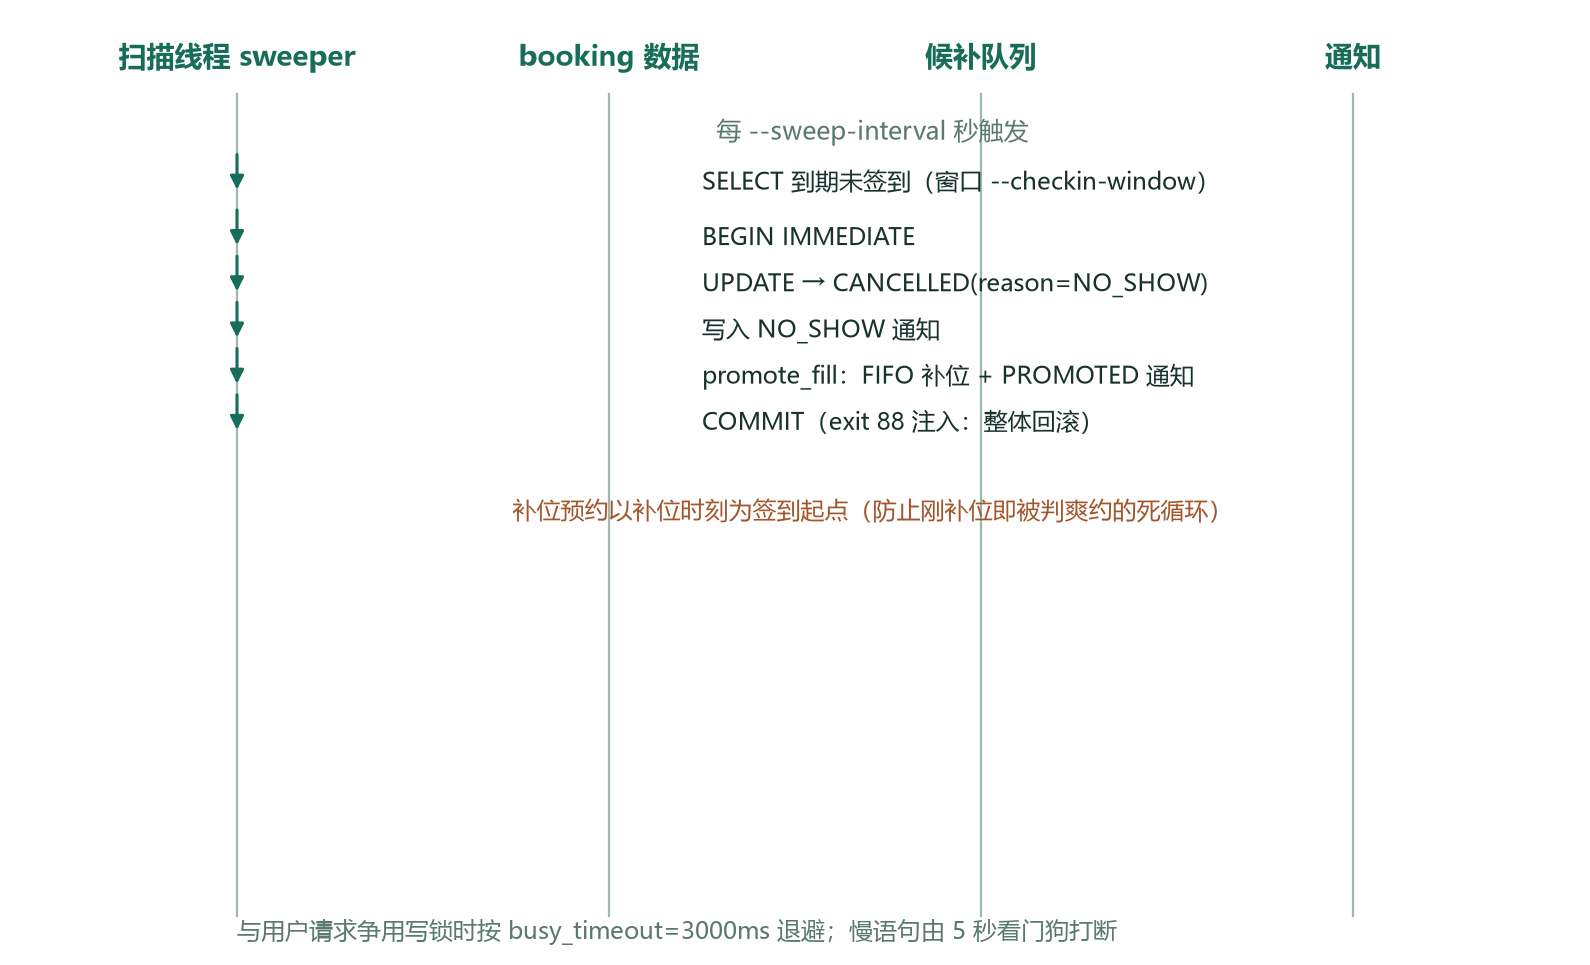 扫描线程 sweeper
booking 数据
候补队列
通知
每 --sweep-interval 秒触发
SELECT 到期未签到（窗口 --checkin-window）
BEGIN IMMEDIATE
UPDATE → CANCELLED(reason=NO_SHOW)
写入 NO_SHOW 通知
promote_fill：FIFO 补位 + PROMOTED 通知
COMMIT（exit 88 注入：整体回滚）
补位预约以补位时刻为签到起点（防止刚补位即被判爽约的死循环）
与用户请求争用写锁时按 busy_timeout=3000ms 退避；慢语句由 5 秒看门狗打断